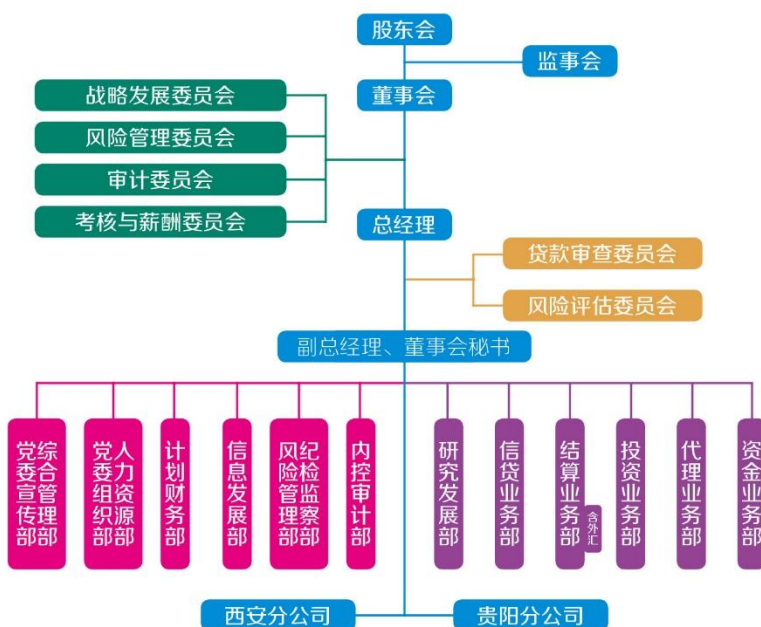 股东会
监事会
董事会
战略发展委员会
风险管理委员会
审计委员会
考核与薪酬委员会
总经理
贷款审查委员会
风险评估委员会
副总经理、董事会秘书
综合管理部
党委宣传部
人力资源部
党委组织部
计划财务部
信息发展部
纪检监察部
风险管理部
内控审计部
研究发展部
信贷业务部
结算业务部
含外汇
投资业务部
代理业务部
资金业务部
西安分公司
贵阳分公司